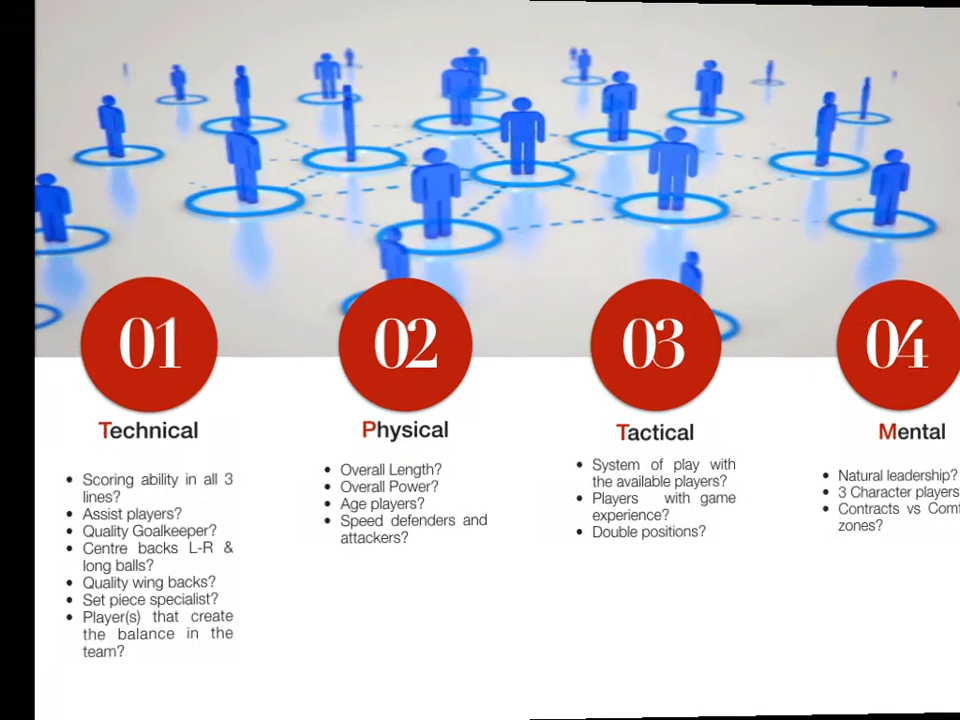 01
Technical
• Scoring ability in all 3
lines?
• Assist players?
• Quality Goalkeeper?
• Centre backs L-R &
long balls?
• Quality wing backs?
• Set piece specialist?
• Player(s) that create
the balance in the
team?
02
Physical
• Overall Length?
• Overall Power?
• Age players?
• Speed defenders and
attackers?
03
Tactical
• System of play with
the available players?
• Players with game
experience?
• Double positions?
04
Mental
• Natural leadership?
• 3 Character players
• Contracts vs
zones?